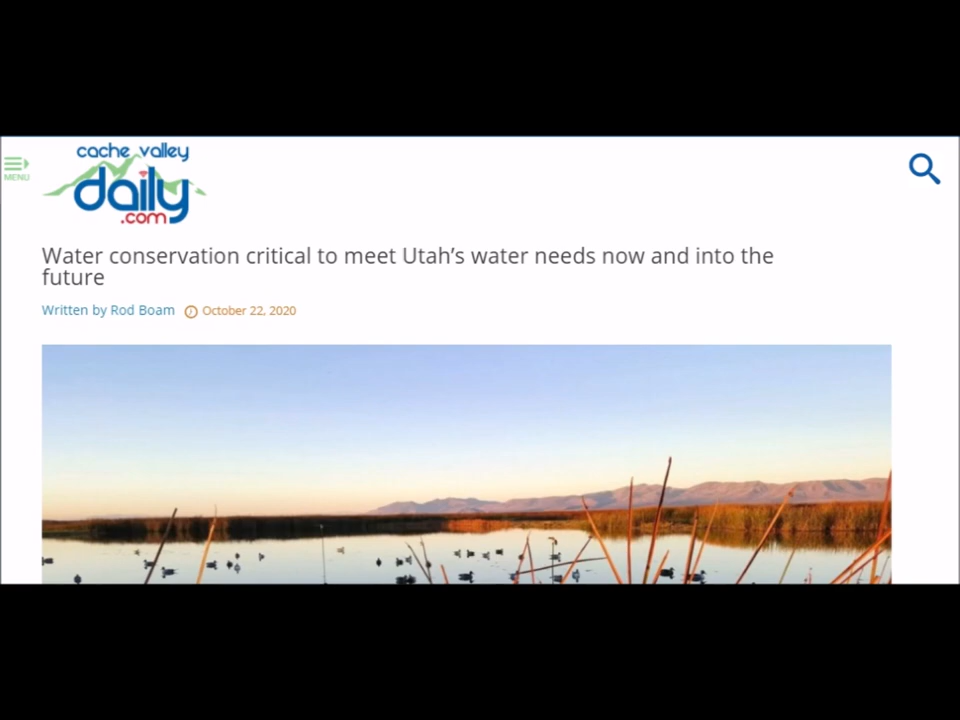 cache valley
daily
.com
MENU
Water conservation critical to meet Utah’s water needs now and into the
future
Written by Rod Boam October 22, 2020